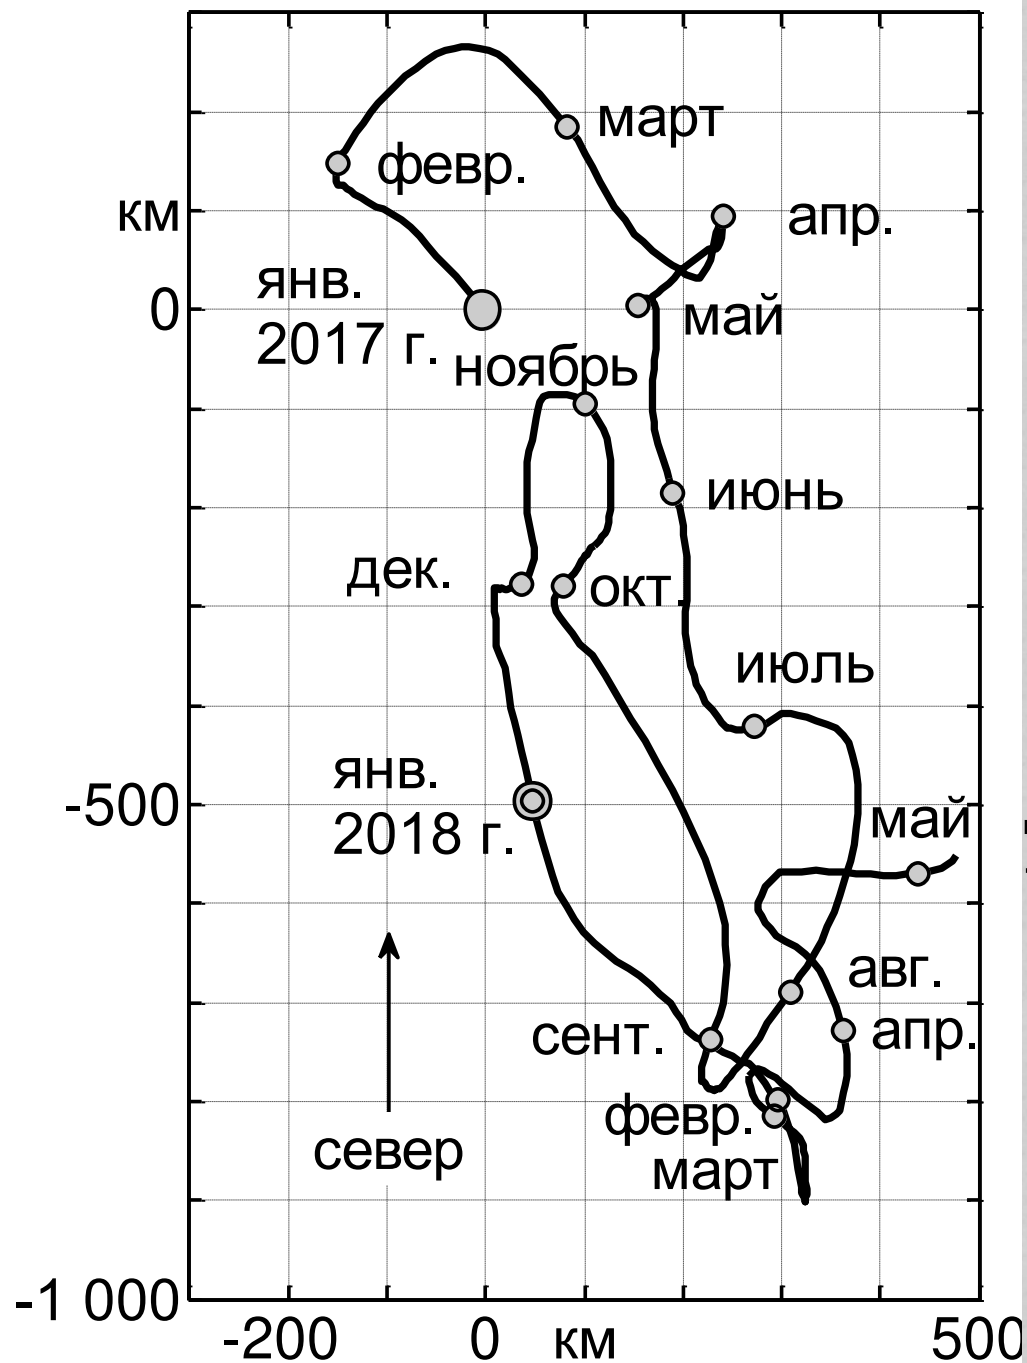 март
февр.
км
апр.
янв.
2017 г.
0
май
ноябрь
июнь
дек.
окт.
июль
янв.
2018 г.
-500
май
авг.
сент.
апр.
февр.
север
март
-1 000
-200
0
км
500